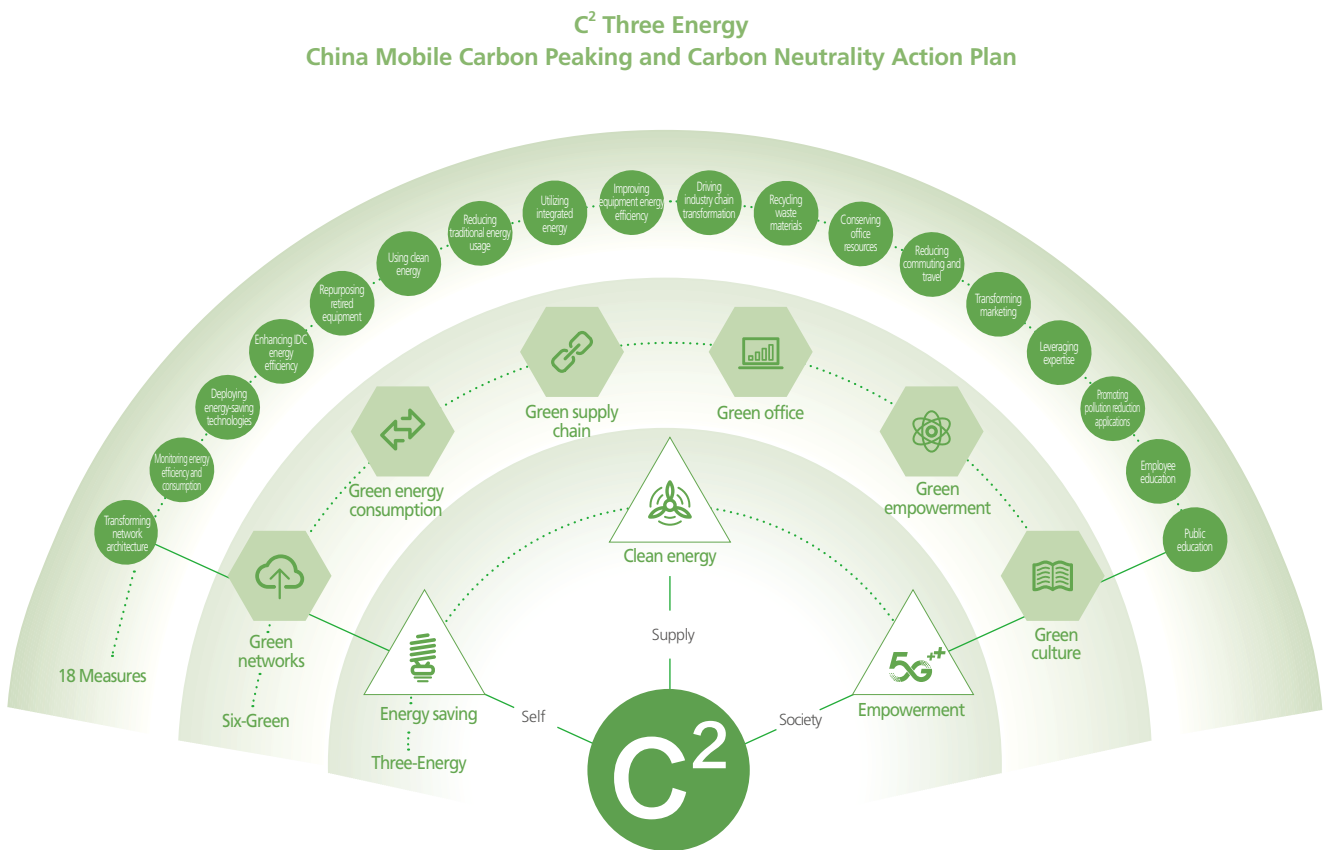 C² Three Energy
China Mobile Carbon Peaking and Carbon Neutrality Action Plan
Transforming
network
architecture
Monitoring energy
efficiency and
consumption
Deploying
energy-saving
technologies
Enhancing IDC
energy
efficiency
Repurposing
retired
equipment
Using clean
energy
Reducing
traditional energy
usage
Utilizing
integrated
energy
Improving
equipment energy
efficiency
Driving
industry chain
transformation
Recycling
waste
materials
Conserving
office
resources
Reducing
commuting and
travel
Transforming
marketing
Leveraging
expertise
Promoting
pollution reduction
applications
Employee
education
Public
education
18 Measures
Green
networks
Green energy
consumption
Green supply
chain
Green office
Green
empowerment
Green
culture
Six-Green
Energy saving
Clean energy
5G++
Empowerment
Three-Energy
Self
Supply
Society
C²